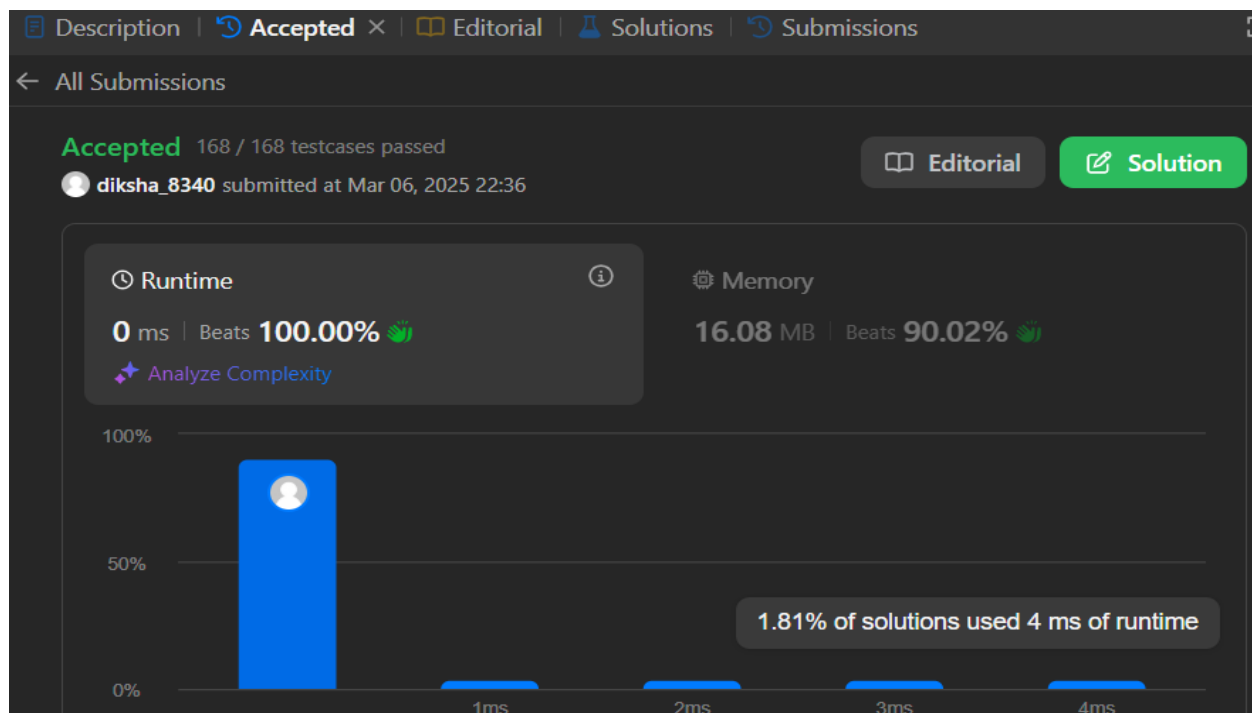 Description Accepted Editorial Solutions Submissions
All Submissions
Accepted 168 / 168 testcases passed
diksha_8340 submitted at Mar 06, 2025 22:36
Editorial Solution
Runtime Memory
0 ms Beats 100.00% 16.08 MB Beats 90.02%
Analyze Complexity
100%
50%
1.81% of solutions used 4 ms of runtime
0%
1ms 2ms 3ms 4ms